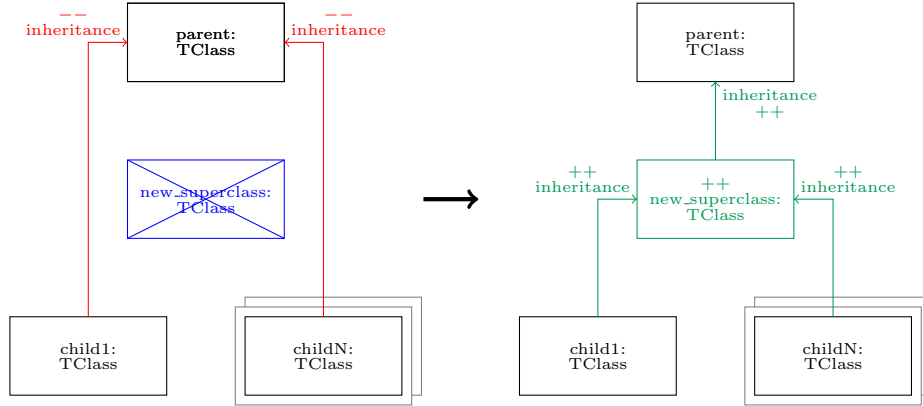 −−
inheritance
parent:
TClass
−−
inheritance
new_superclass:
TClass
child1:
TClass
childN:
TClass
parent:
TClass
inheritance
++
++
inheritance
++
new_superclass:
TClass
++
inheritance
child1:
TClass
childN:
TClass